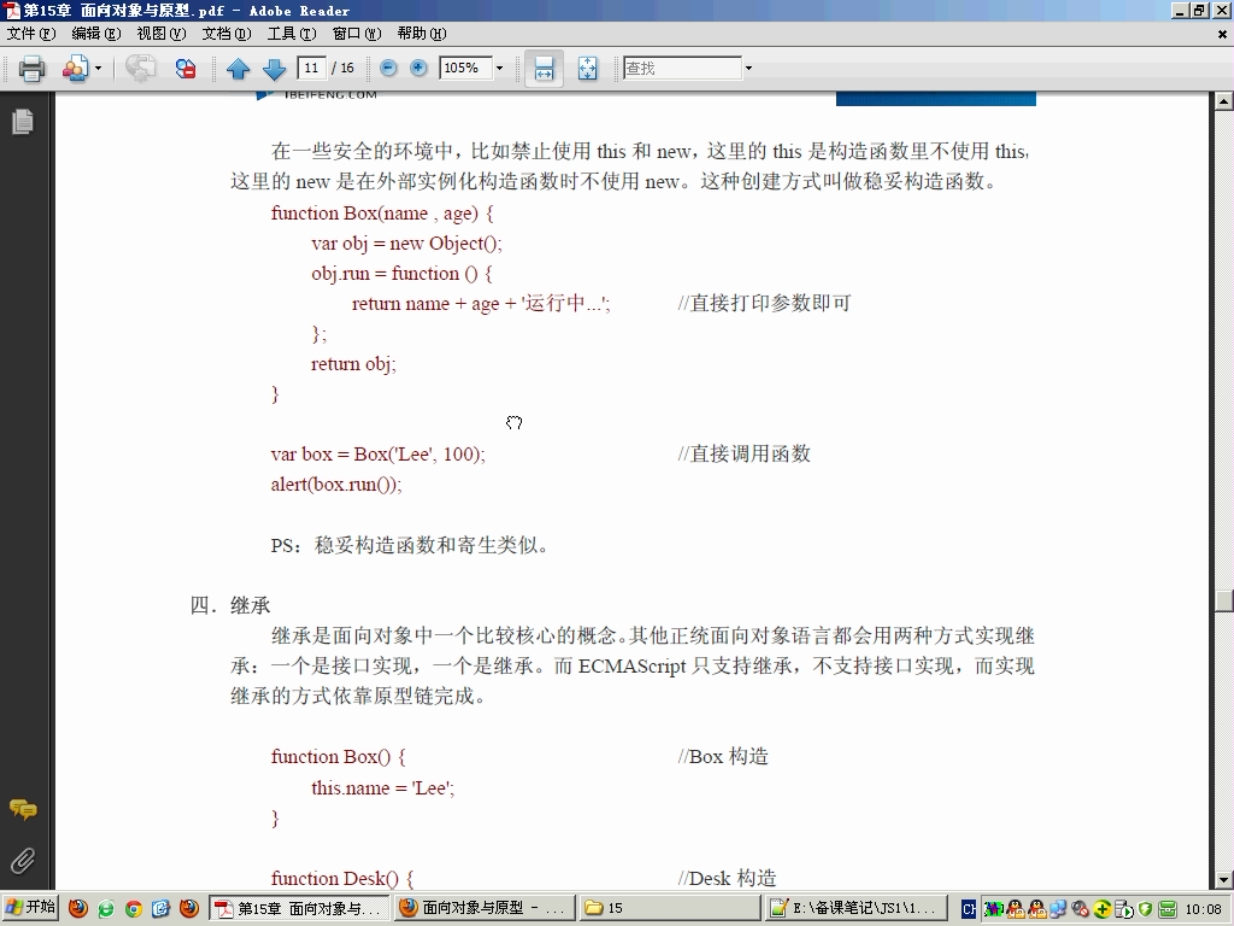 第15章 面向对象与原型.pdf - Adobe Reader
文件(F) 编辑(E) 视图(V) 文档(D) 工具(T) 窗口(W) 帮助(H)
11 / 16 105% 查找
IBEIFENG.COM
在一些安全的环境中，比如禁止使用 this 和 new，这里的 this 是构造函数里不使用 this，
这里的 new 是在外部实例化构造函数时不使用 new。这种创建方式叫做稳妥构造函数。
function Box(name , age) {
var obj = new Object();
obj.run = function () {
return name + age + '运行中...'; //直接打印参数即可
};
return obj;
}
var box = Box('Lee', 100); //直接调用函数
alert(box.run());
PS：稳妥构造函数和寄生类似。
四．继承
继承是面向对象中一个比较核心的概念。其他正统面向对象语言都会用两种方式实现继
承：一个是接口实现，一个是继承。而 ECMAScript 只支持继承，不支持接口实现，而实现
继承的方式依靠原型链完成。
function Box() { //Box 构造
this.name = 'Lee';
}
function Desk() { //Desk 构造
开始 第15章 面向对象与... 面向对象与原型 - ... 15 E:\备课笔记\JS1\1... CH 10:08